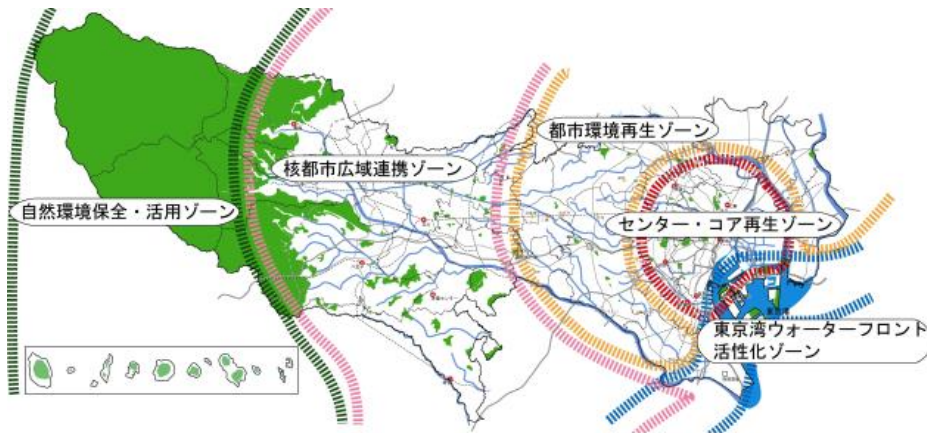 都市環境再生ゾーン
核都市広域連携ゾーン
自然環境保全・活用ゾーン
センター・コア再生ゾーン
東京湾ウォーターフロント
活性化ゾーン